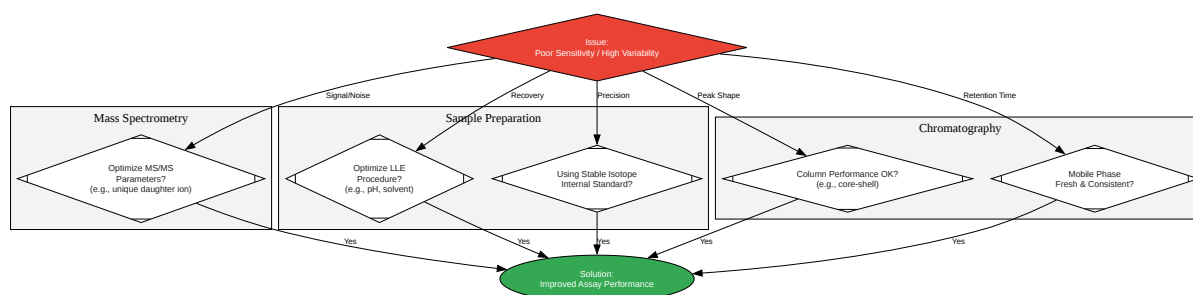 Issue:
Poor Sensitivity / High Variability
Signal/Noise
Recovery
Precision
Peak Shape
Retention Time
Mass Spectrometry
Sample Preparation
Chromatography
Optimize MS/MS
Parameters?
(e.g., unique daughter ion)
Optimize LLE
Procedure?
(e.g., pH, solvent)
Using Stable Isotope
Internal Standard?
Column Performance OK?
(e.g., core-shell)
Mobile Phase
Fresh & Consistent?
Yes
Yes
Yes
Yes
Yes
Solution:
Improved Assay Performance